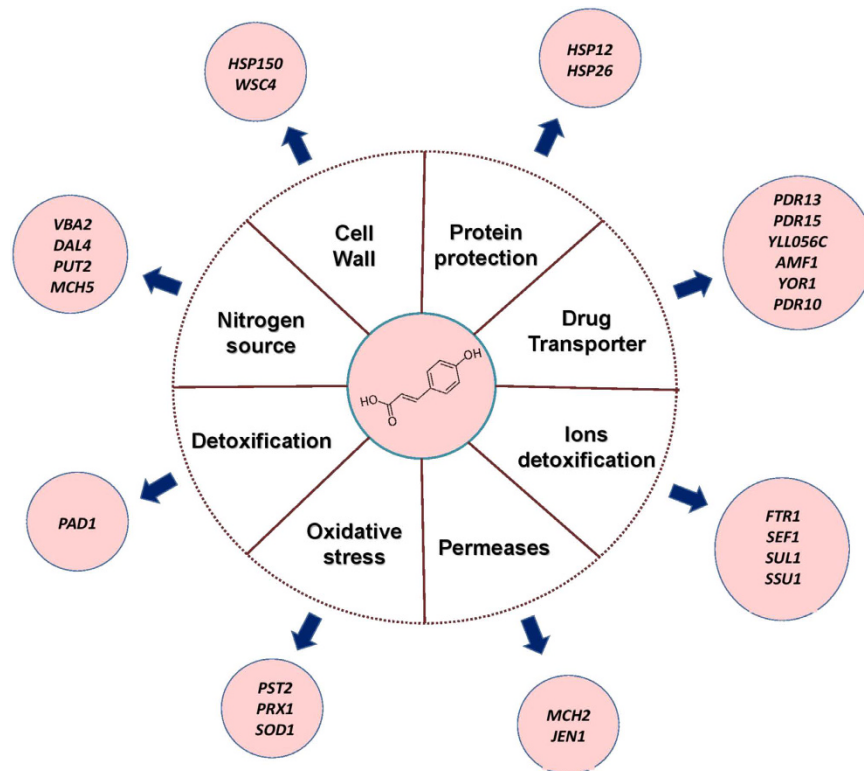 HSP150
WSC4
HSP12
HSP26
VBA2
DAL4
PUT2
MCH5
PDR13
PDR15
YLL056C
AMF1
YOR1
PDR10
Cell
Wall
Protein
protection
Nitrogen
source
Drug
Transporter
OH
HO
O
Detoxification
Ions
detoxification
Oxidative
stress
Permeases
PAD1
FTR1
SEF1
SUL1
SSU1
PST2
PRX1
SOD1
MCH2
JEN1